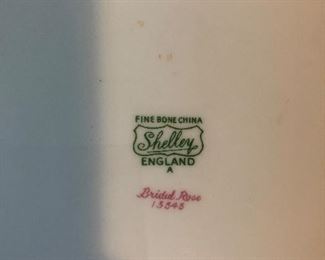 FINE BONE CHINA
Shelley
ENGLAND
A
Bridal Rose
13545